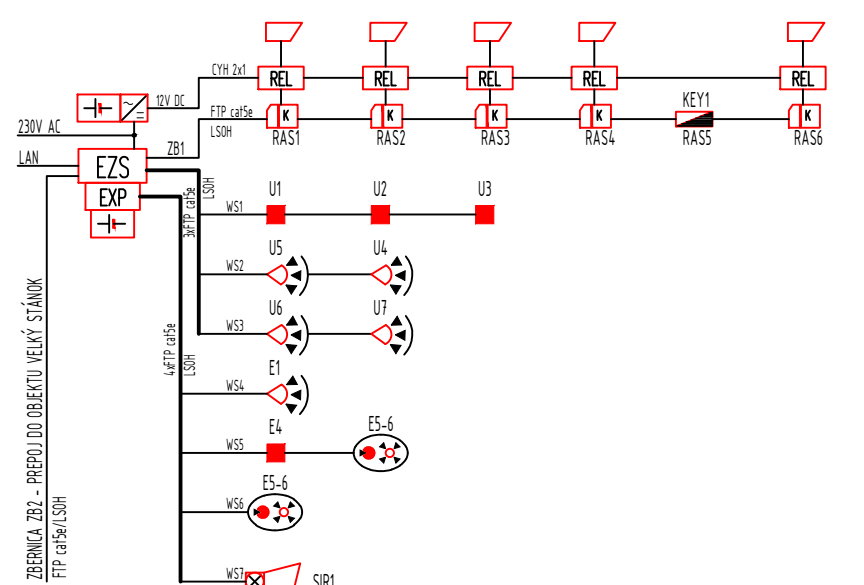 CYH 2x1
REL
REL
REL
REL
REL
KEY1
12V DC
FTP cat5e
LSOH
K
K
K
K
K
RAS1
RAS2
RAS3
RAS4
RAS5
RAS6
230V AC
ZB1
LAN
EZS
EXP
3xFTP cat5e
LSOH
U1
U2
U3
WS1
U5
U4
WS2
U6
U7
WS3
4xFTP cat5e
LSOH
E1
WS4
E4
E5-6
WS5
E5-6
WS6
WS7
SIR1
ZBERNICA ZB2 - PREPOJ DO OBJEKTU VELKÝ STÁNOK
FTP cat5e/LSOH